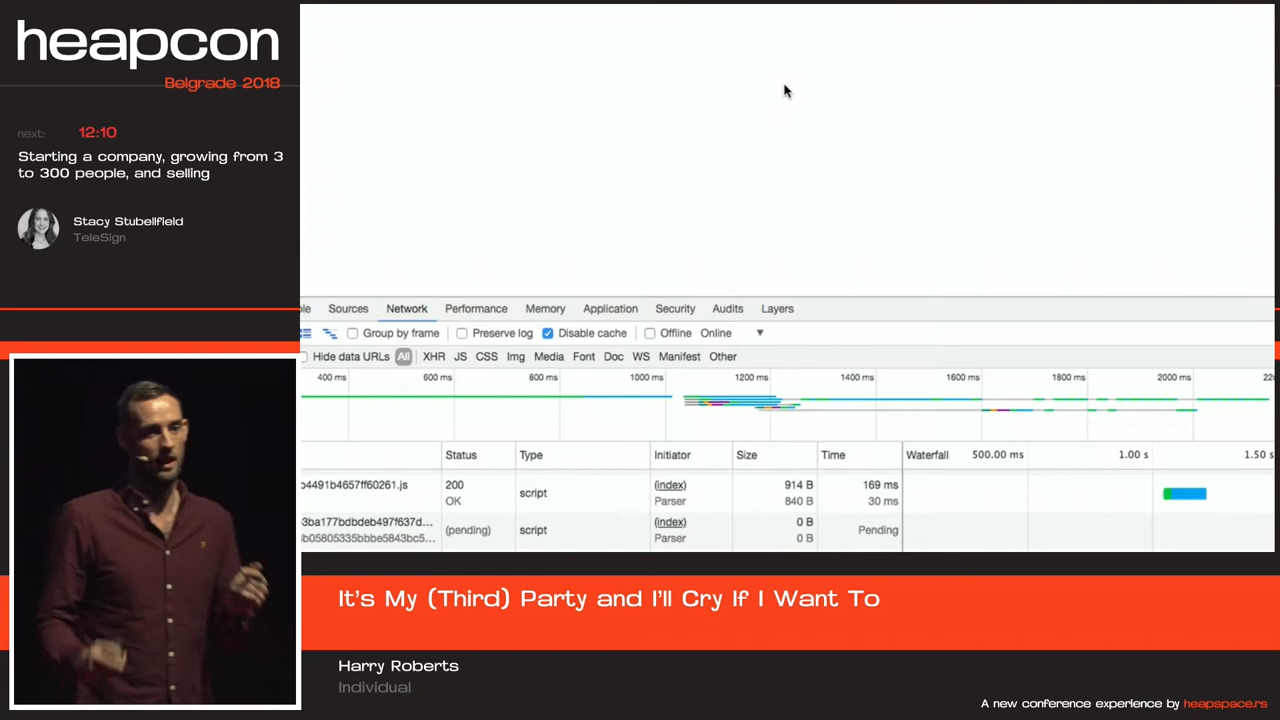 heapcon
Belgrade 2018
next: 12:10
Starting a company, growing from 3
to 300 people, and selling
Stacy Stubellfield
TeleSign
Sources Network Performance Memory Application Security Audits Layers
Group by frame Preserve log Disable cache Offline Online
Hide data URLs All XHR JS CSS Img Media Font Doc WS Manifest Other
400 ms 600 ms 800 ms 1000 ms 1200 ms 1400 ms 1600 ms 1800 ms 2000 ms
Status Type Initiator Size Time Waterfall 500.00 ms 1.00 s 1.50 s
4491b4657ff60261.js 200 script (index) 914 B 169 ms
OK Parser 840 B 30 ms
3ba177bdbdeb497f637d... (pending) script (index) 0 B Pending
b05805335bbbe5843bc5... Parser 0 B
It's My (Third) Party and I'll Cry If I Want To
Harry Roberts
Individual
A new conference experience by heapspace.rs